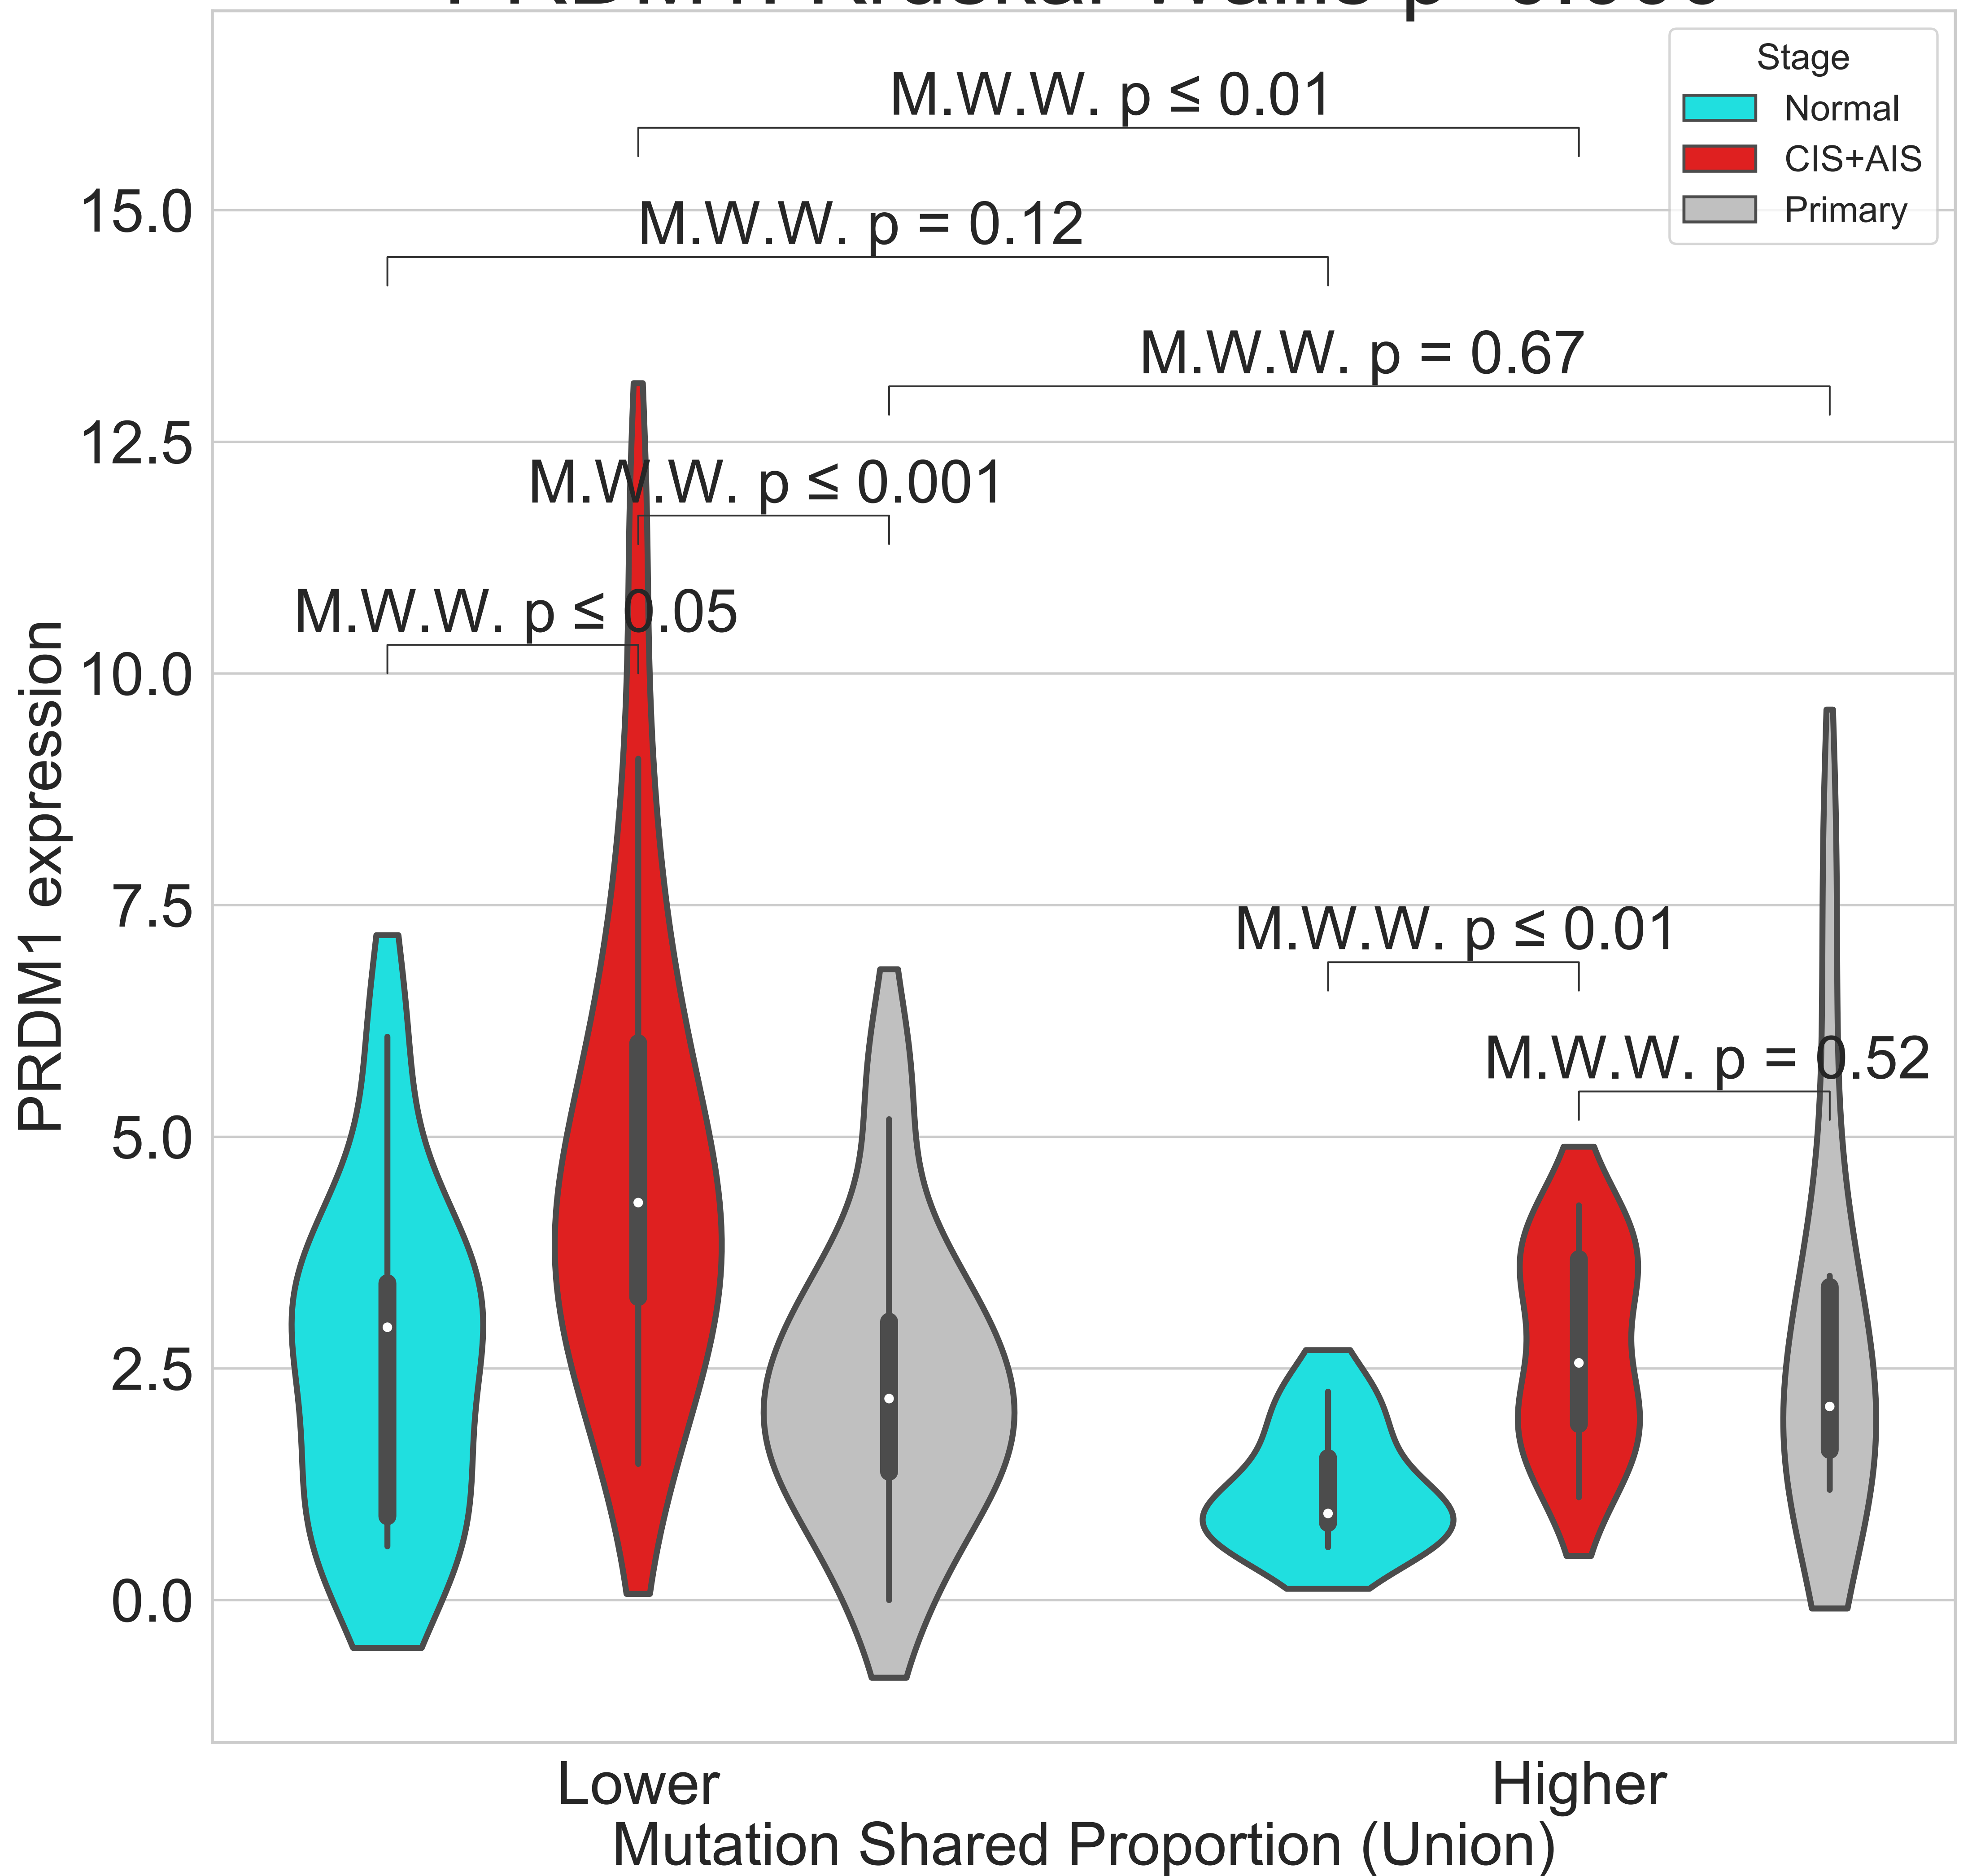 Stage
Normal
CIS+AIS
Primary
M.W.W. p ≤ 0.01
M.W.W. p = 0.12
M.W.W. p = 0.67
M.W.W. p ≤ 0.001
M.W.W. p ≤ 0.05
M.W.W. p ≤ 0.01
M.W.W. p = 0.52
15.0
12.5
10.0
7.5
5.0
2.5
0.0
PRDM1 expression
Lower
Higher
Mutation Shared Proportion (Union)